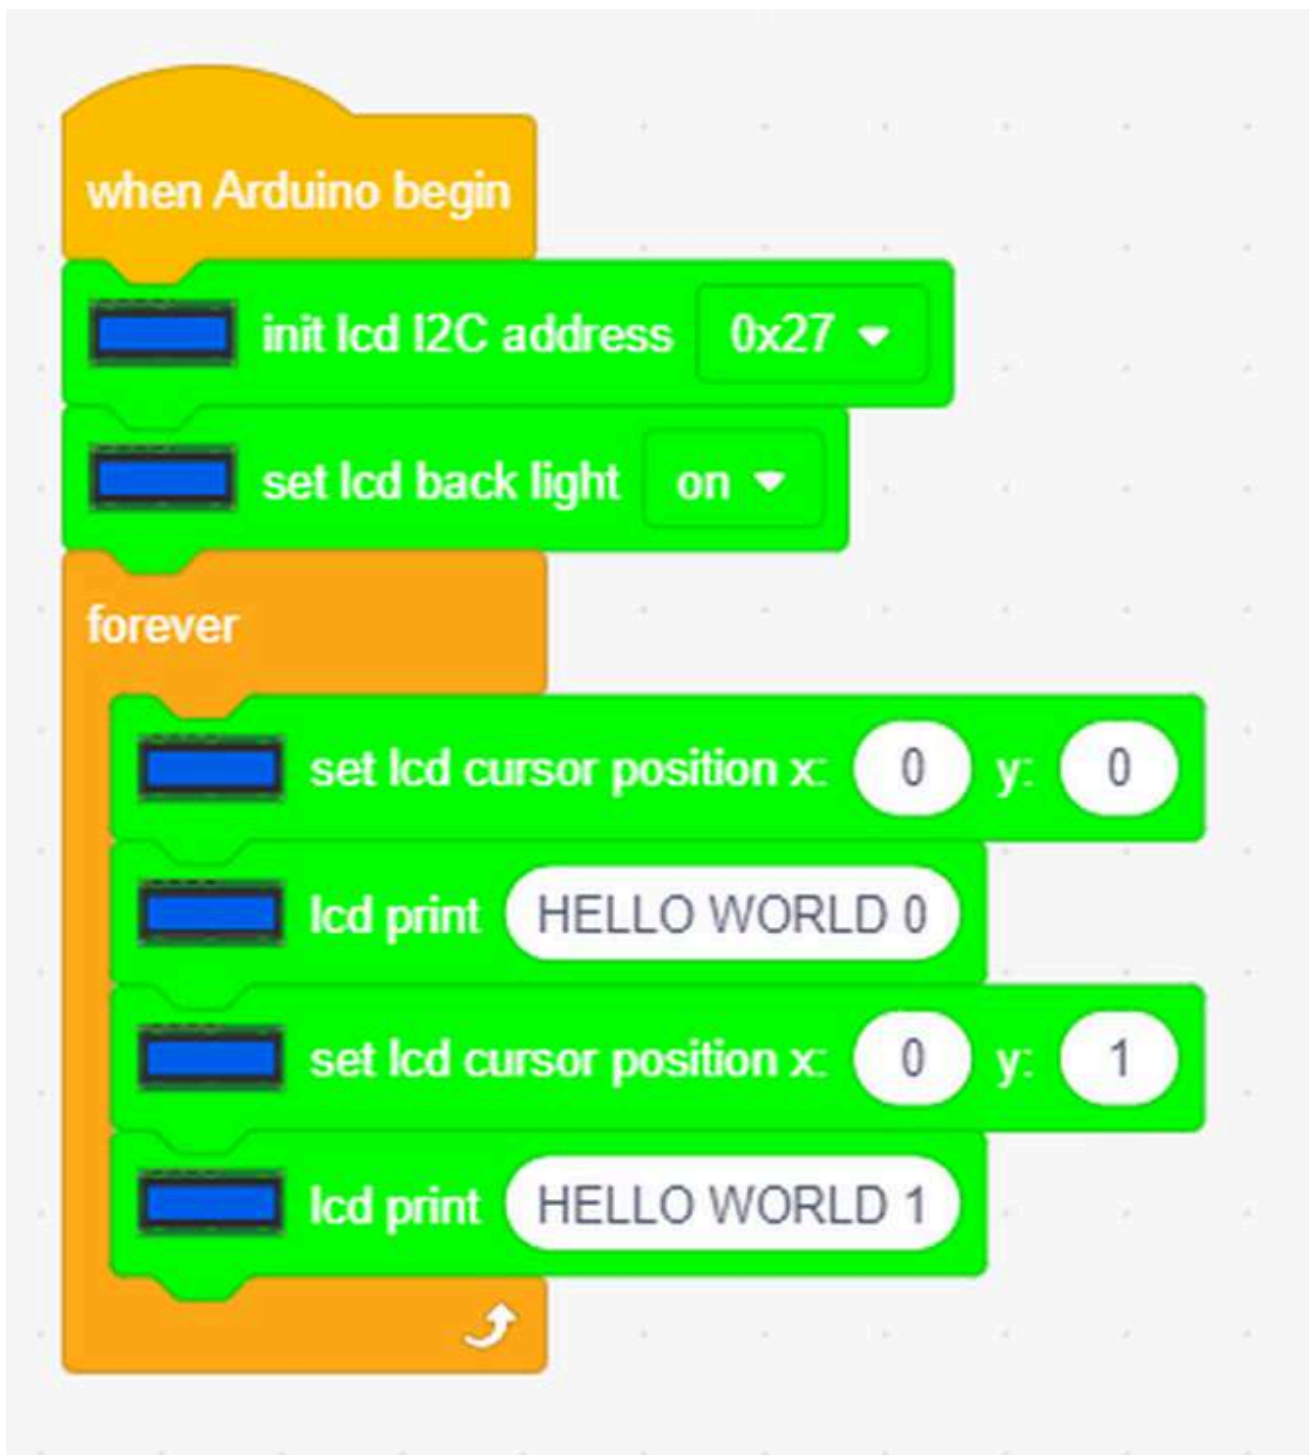 when Arduino begin
init lcd I2C address 0x27
set lcd back light on
forever
set lcd cursor position x: 0 y: 0
lcd print HELLO WORLD 0
set lcd cursor position x: 0 y: 1
lcd print HELLO WORLD 1